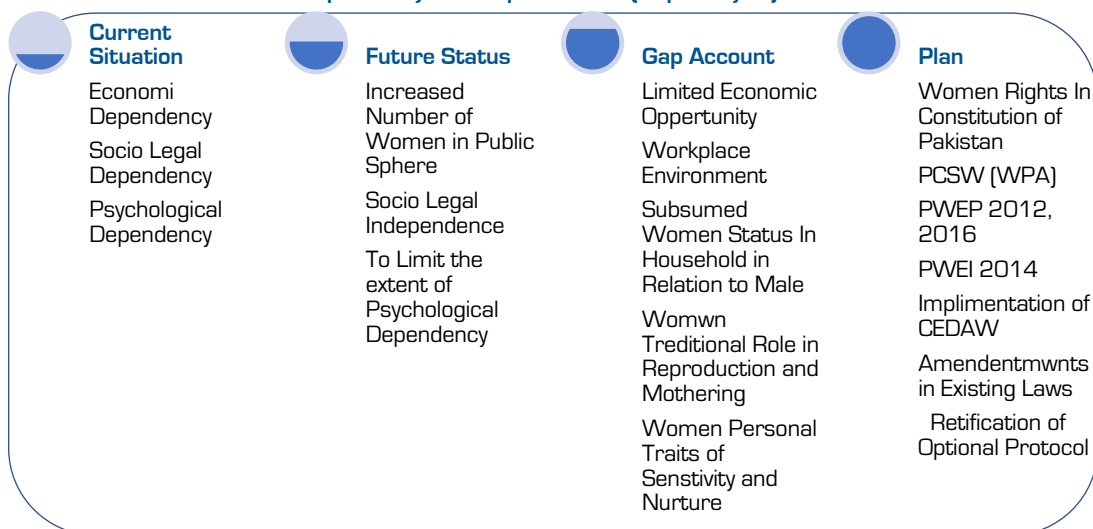 Current
Situation
Economi
Dependency
Socio Legal
Dependency
Psychological
Dependency
Future Status
Increased
Number of
Women in Public
Sphere
Socio Legal
Independence
To Limit the
extent of
Psychological
Dependency
Gap Account
Limited Economic
Oppertunity
Workplace
Environment
Subsumed
Women Status In
Household in
Relation to Male
Womwn
Treditional Role in
Reproduction and
Mothering
Women Personal
Traits of
Senstivity and
Nurture
Plan
Women Rights In
Constitution of
Pakistan
PCSW (WPA)
PWEP 2012,
2016
PWEI 2014
Implimentation of
CEDAW
Amendentmwnts
in Existing Laws
Retification of
Optional Protocol